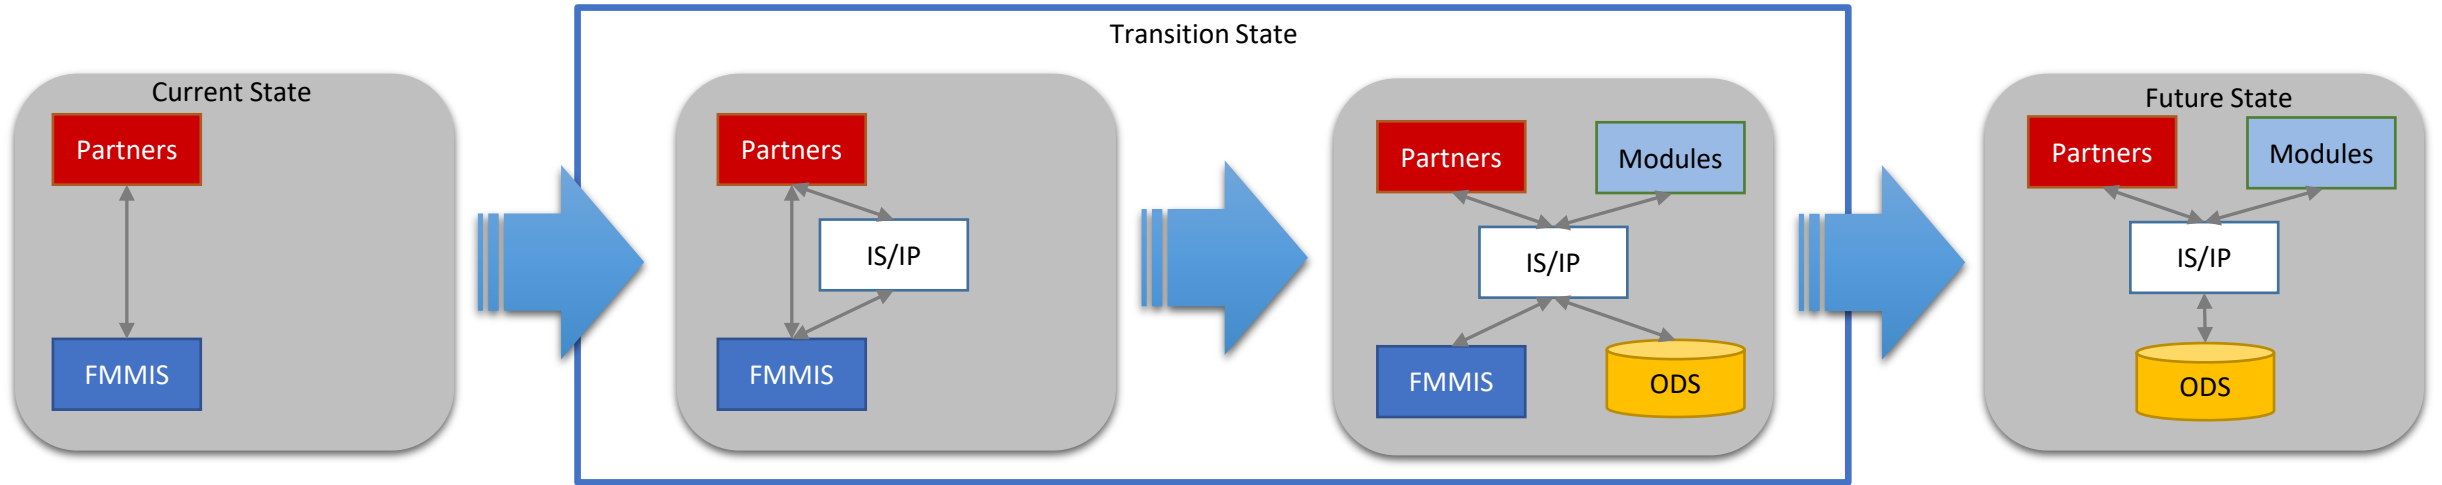 Transition State
Current State
Partners
FMMIS
Partners
IS/IP
FMMIS
Partners
Modules
IS/IP
FMMIS
ODS
Future State
Partners
Modules
IS/IP
ODS